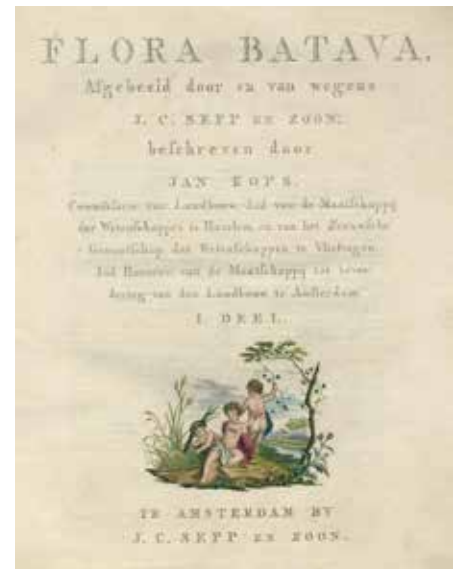 FLORA BATAVA,
Afgebeeld door en van wegens
J. C. SEPP EN ZOON;
beſchreven door
JAN KOPS,
Commiſſaris van Landbouw, Lid van de Maatſchappij
der Wetenſchappen te Haarlem, en van het Zeeuwſche
Genootſchap der Wetenſchappen te Vliſſingen,
Lid Honorair van de Maatſchappij tot bevor-
dering van den Landbouw te Amſterdam.
I DEEL.
TE AMSTERDAM BY
J. C. SEPP EN ZOON.